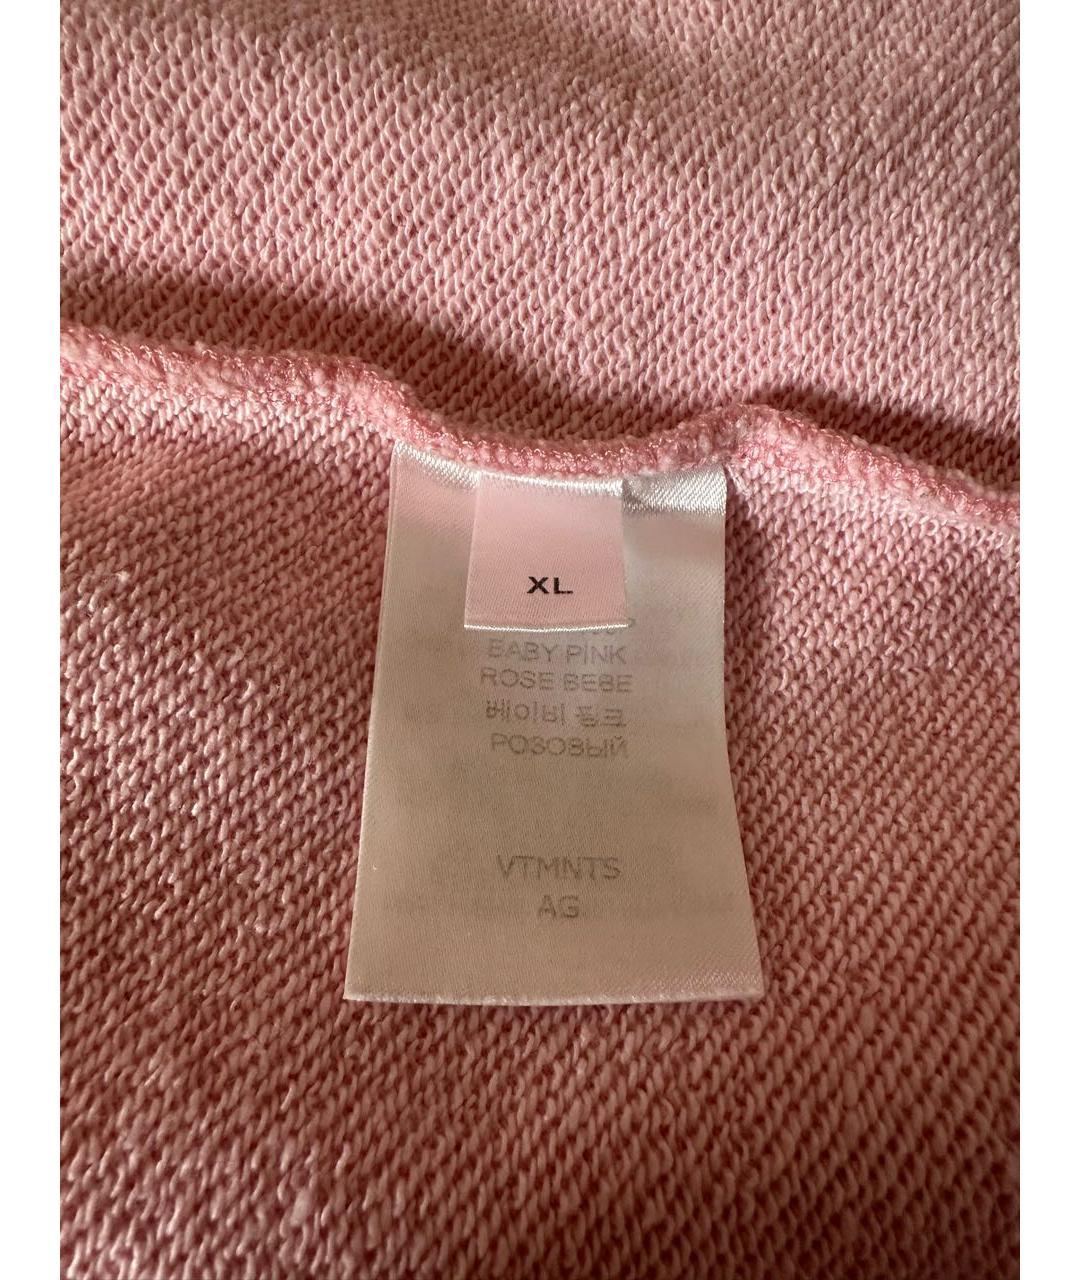 XL
BABY PINK
ROSE BEBE
베이비 핑크
РОЗОВЫЙ
VTMNTS
AG